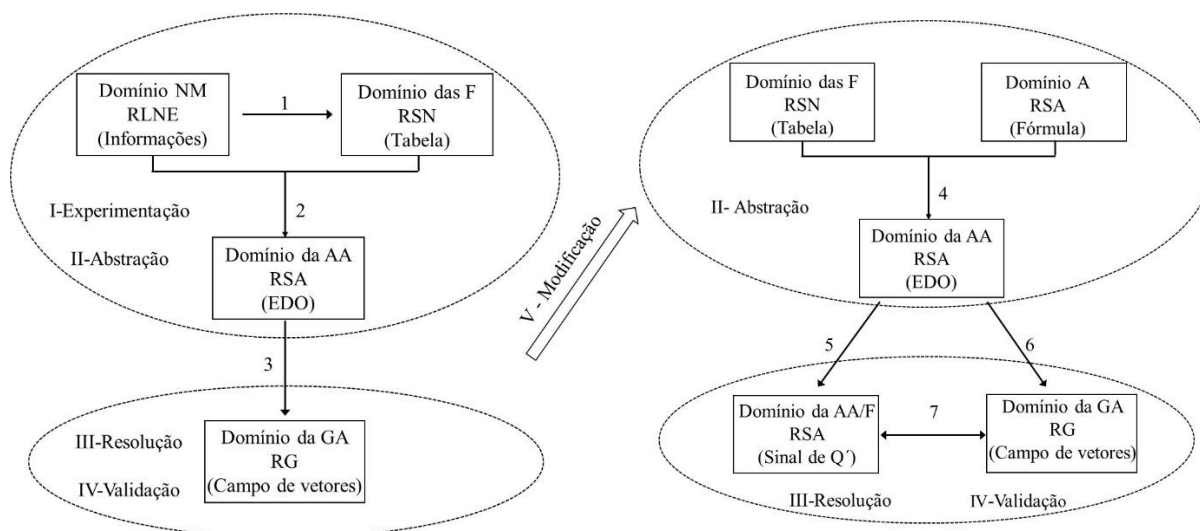 Domínio NM
RLNE
(Informações)
1
Domínio das F
RSN
(Tabela)
I-Experimentação
2
II-Abstração
Domínio da AA
RSA
(EDO)
3
III-Resolução
IV-Validação
Domínio da GA
RG
(Campo de vetores)
V - Modificação
Domínio das F
RSN
(Tabela)
Domínio A
RSA
(Fórmula)
II- Abstração
4
Domínio da AA
RSA
(EDO)
5
6
Domínio da AA/F
RSA
(Sinal de Q´)
7
Domínio da GA
RG
(Campo de vetores)
III-Resolução
IV-Validação